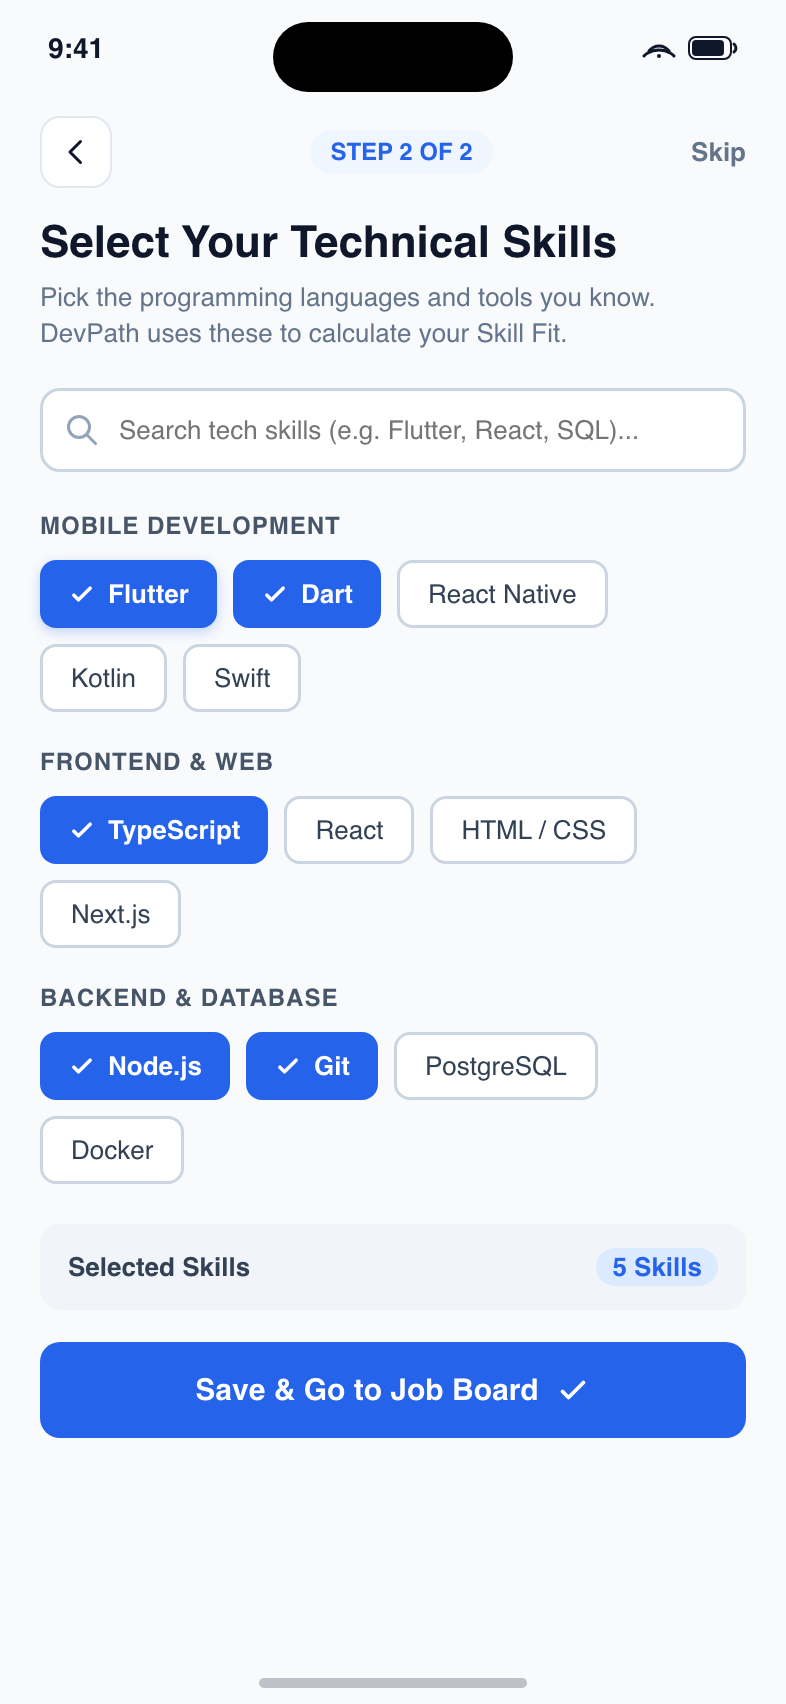 9:41
STEP 2 OF 2
Skip
Select Your Technical Skills
Pick the programming languages and tools you know.
DevPath uses these to calculate your Skill Fit.
Search tech skills (e.g. Flutter, React, SQL)...
MOBILE DEVELOPMENT
Flutter Dart React Native
Kotlin Swift
FRONTEND & WEB
TypeScript React HTML / CSS
Next.js
BACKEND & DATABASE
Node.js Git PostgreSQL
Docker
Selected Skills 5 Skills
Save & Go to Job Board